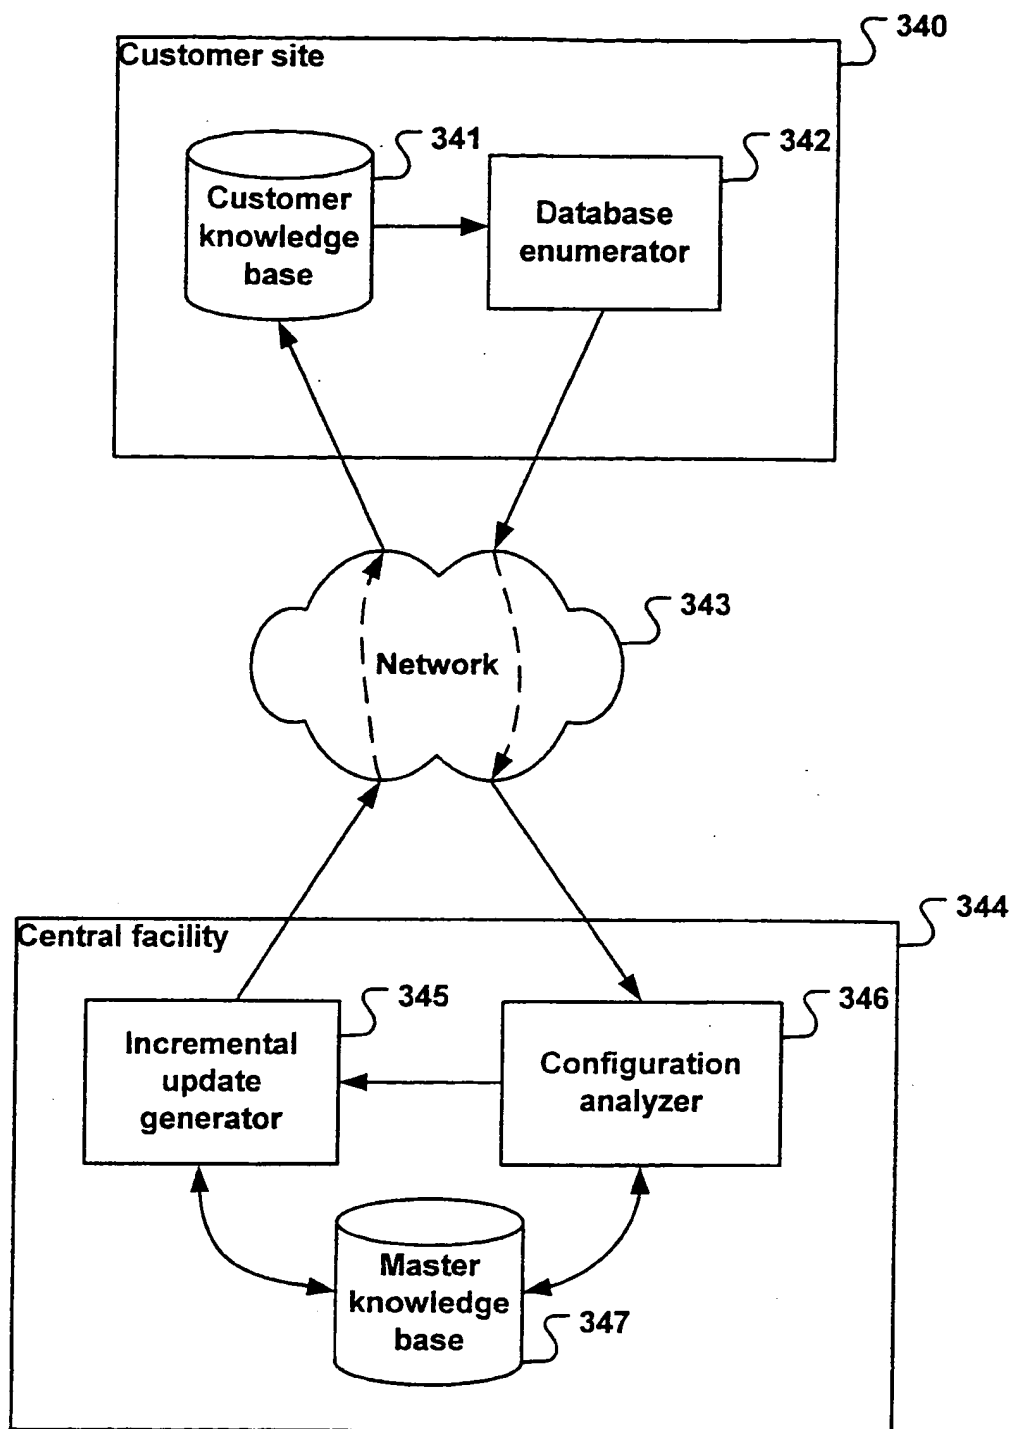 340
Customer site
341
342
Customer
knowledge
base
Database
enumerator
343
Network
344
Central facility
345
346
Incremental
update
generator
Configuration
analyzer
Master
knowledge
base
347